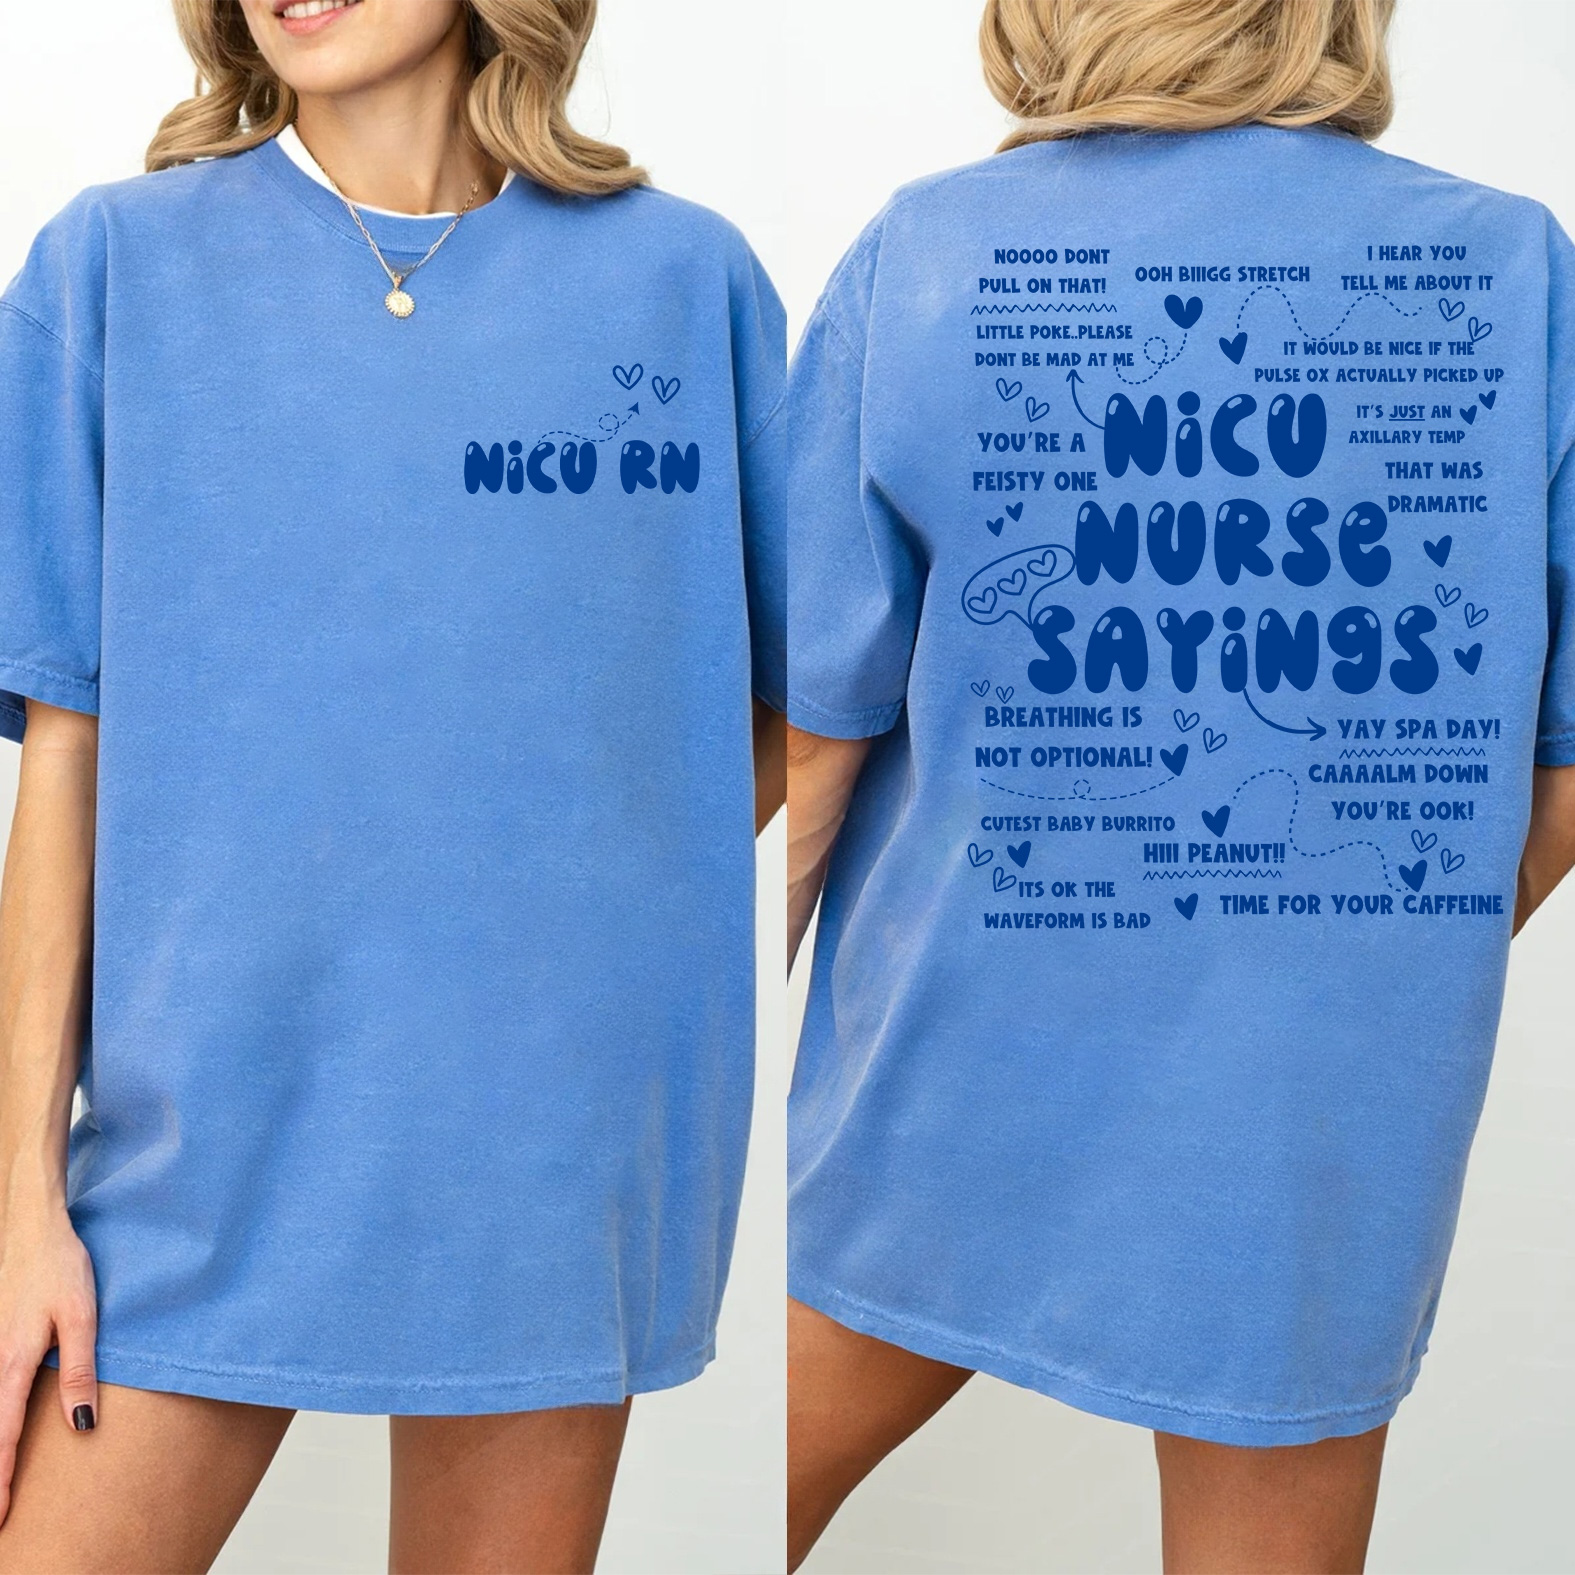 NiCU RN
NOOOO DONT
PULL ON THAT!
OOH BIIIGG STRETCH
I HEAR YOU
TELL ME ABOUT IT
LITTLE POKE..PLEASE
DONT BE MAD AT ME
IT WOULD BE NICE IF THE
PULSE OX ACTUALLY PICKED UP
IT'S JUST AN
AXILLARY TEMP
YOU'RE A
FEISTY ONE
THAT WAS
DRAMATIC
NiCU
NURSe
SAYiNgS
BREATHING IS
NOT OPTIONAL!
YAY SPA DAY!
CAAAALM DOWN
YOU'RE OOK!
CUTEST BABY BURRITO
HIII PEANUT!!
ITS OK THE
WAVEFORM IS BAD
TIME FOR YOUR CAFFEINE